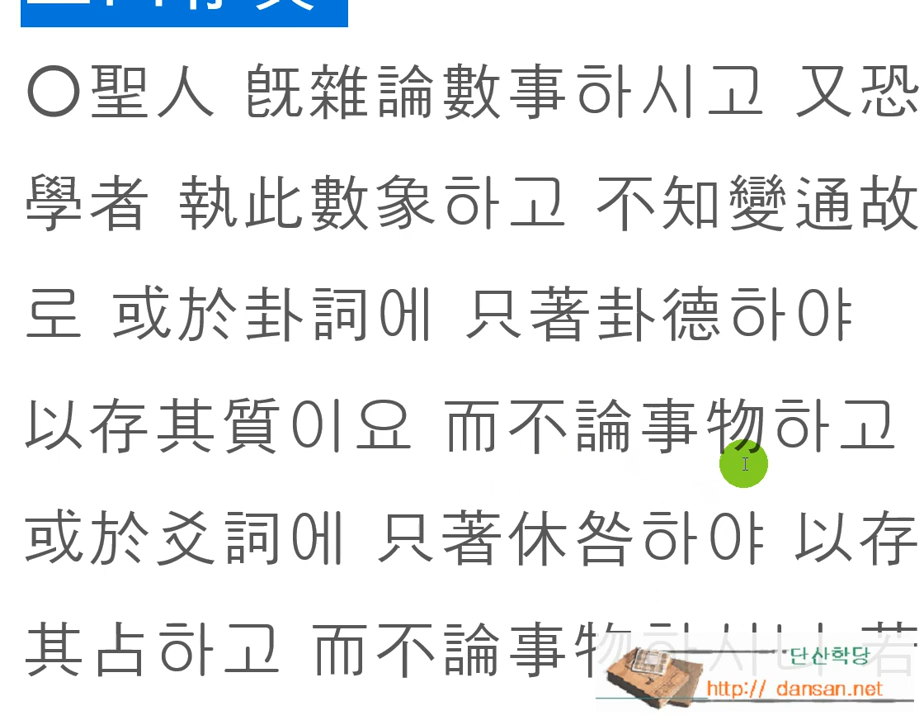 ○聖人 旣雜論數事하시고 又恐
學者 執此數象하고 不知變通故
로 或於卦詞에 只著卦德하야
以存其質이요 而不論事物하고
或於爻詞에 只著休咎하야 以存
其占하고 而不論事物하시니 若
단산학당
http:// dansan.net